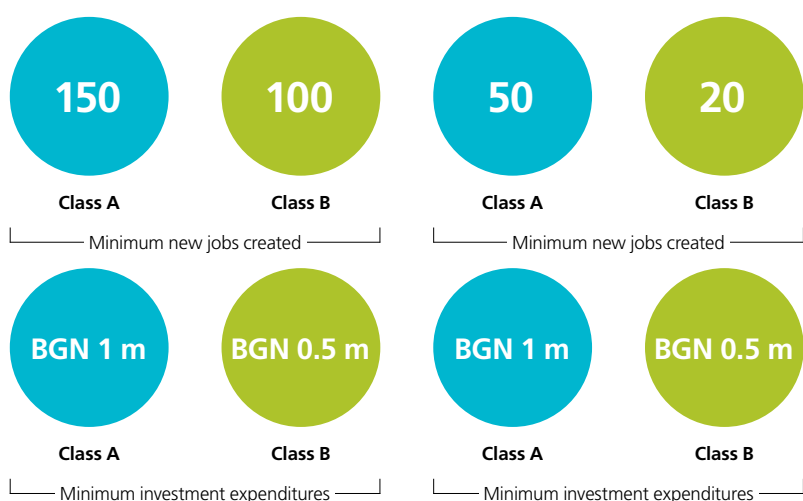 150 100 50 20
Class A Class B Class A Class B
Minimum new jobs created Minimum new jobs created
BGN 1 m BGN 0.5 m BGN 1 m BGN 0.5 m
Class A Class B Class A Class B
Minimum investment expenditures Minimum investment expenditures